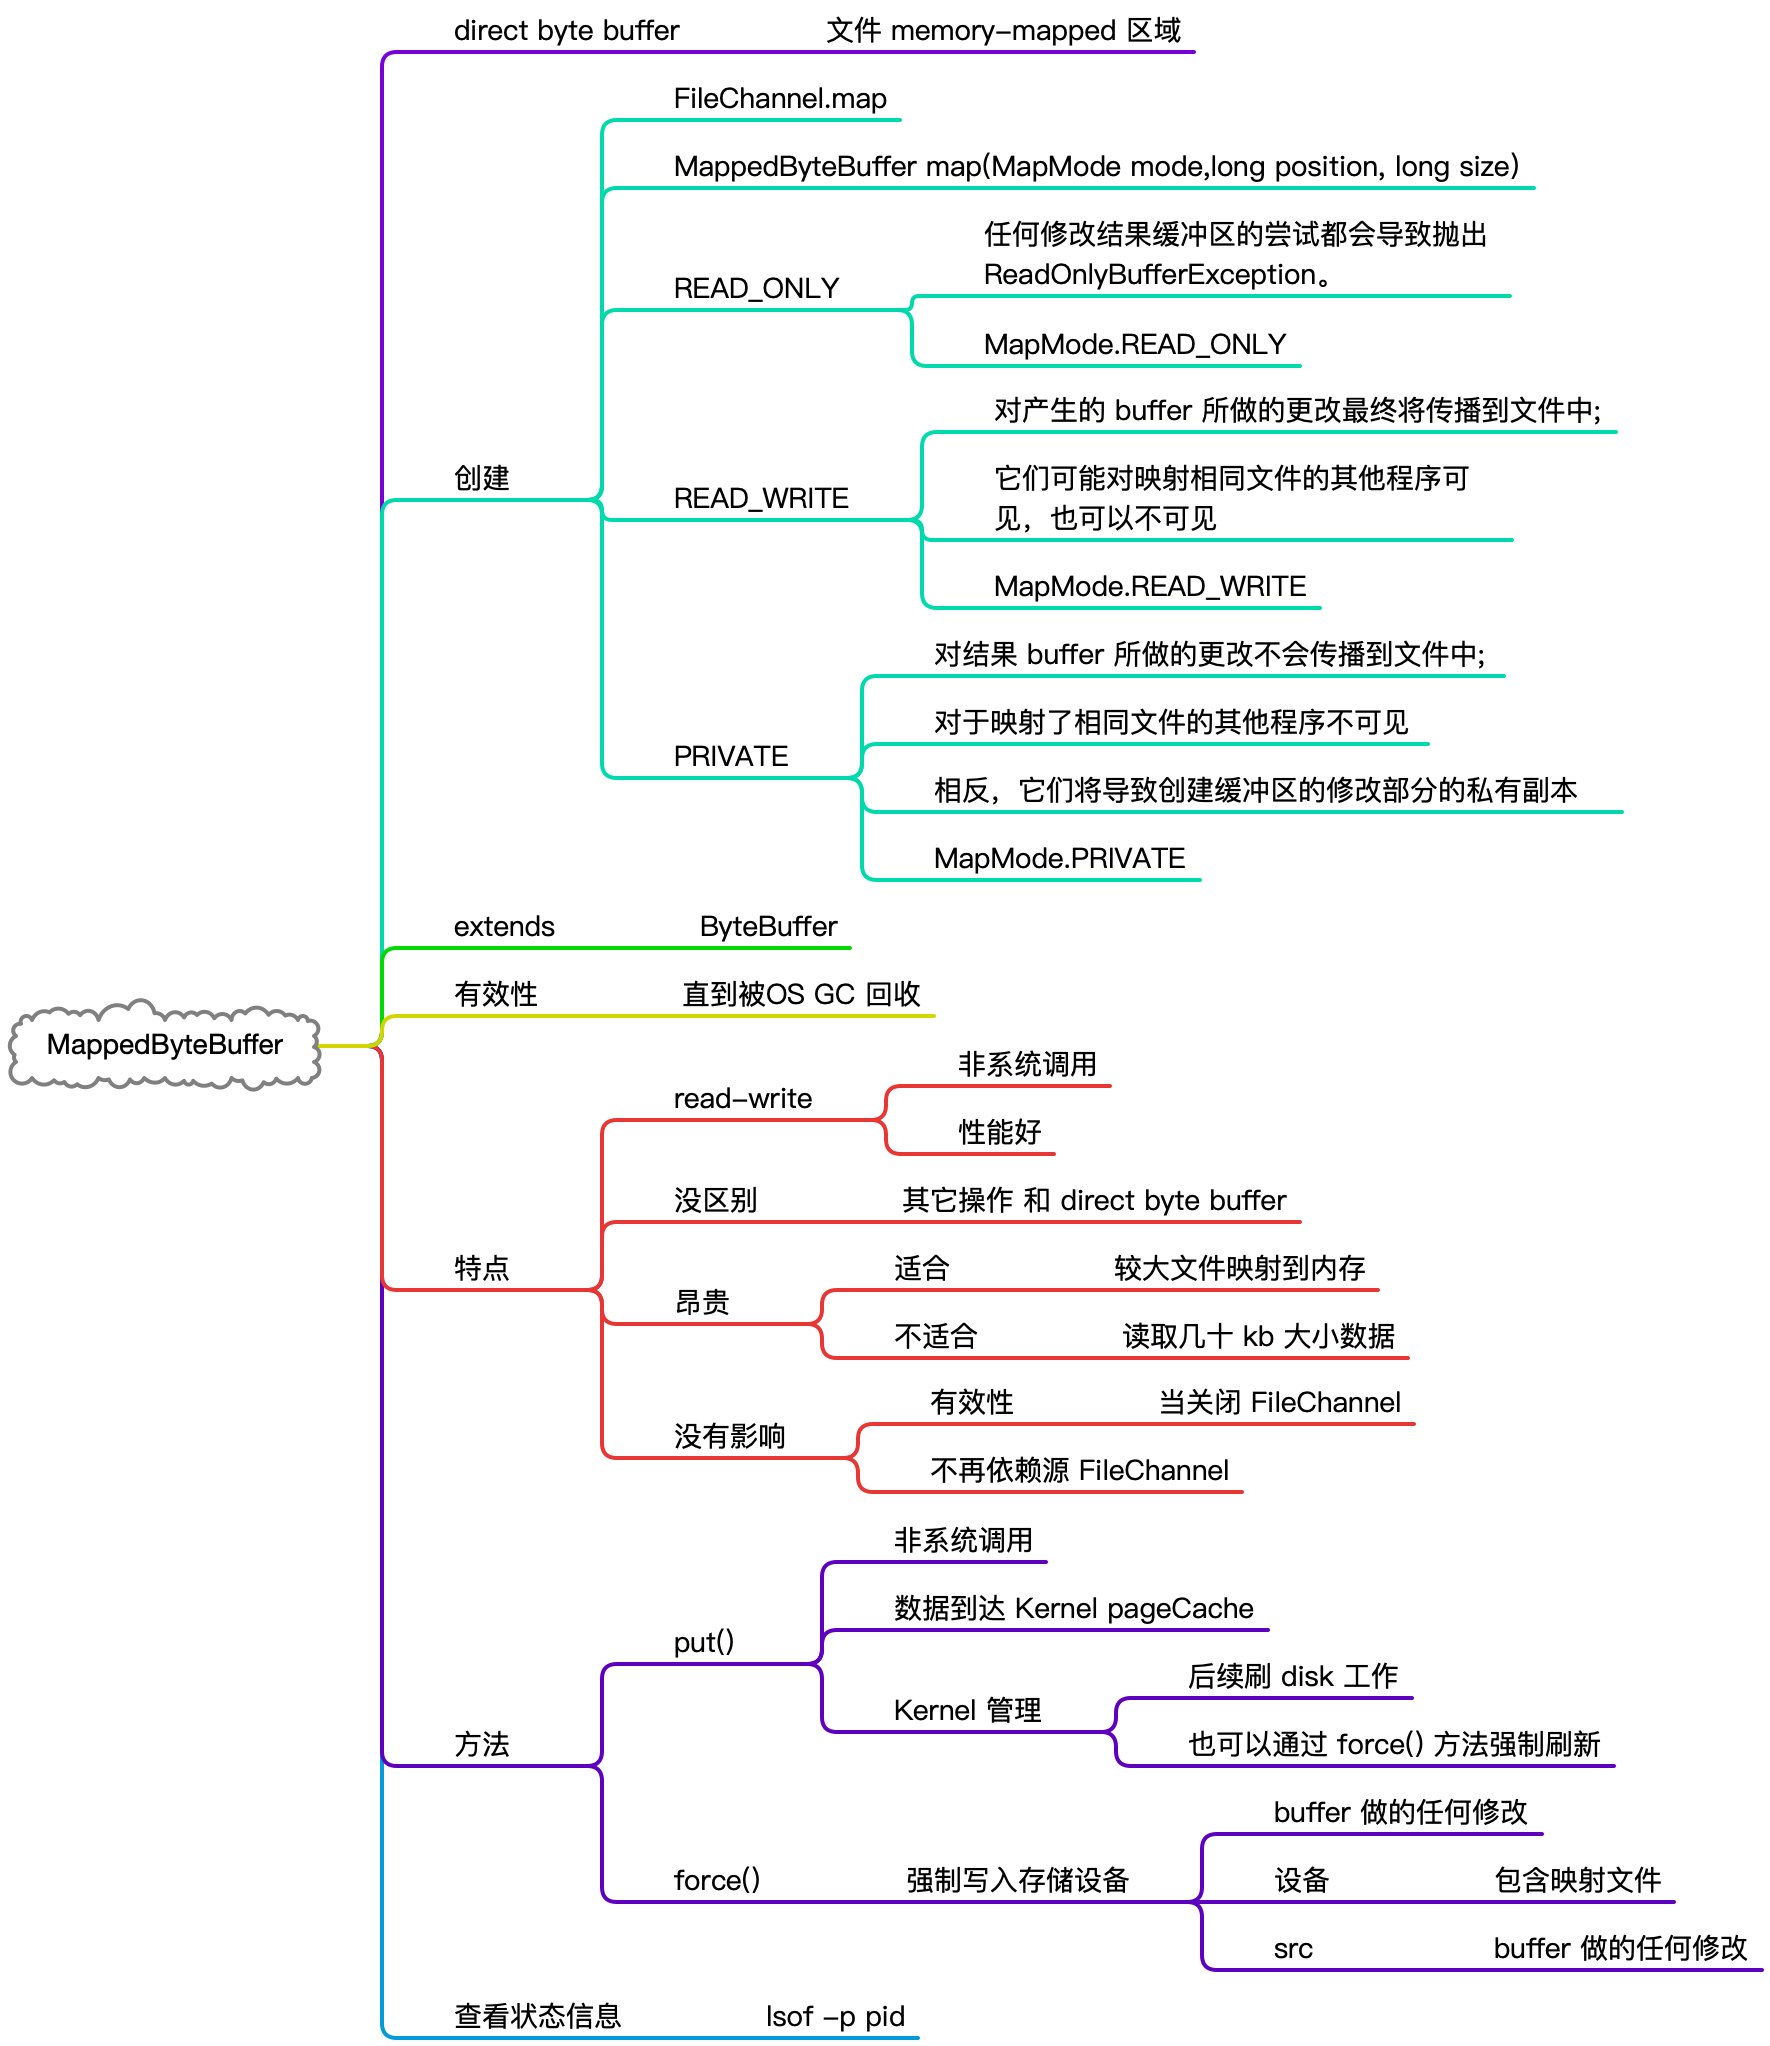 direct byte buffer 文件 memory-mapped 区域
FileChannel.map
MappedByteBuffer map(MapMode mode,long position, long size)
任何修改结果缓冲区的尝试都会导致抛出
ReadOnlyBufferException。
READ_ONLY
MapMode.READ_ONLY
对产生的 buffer 所做的更改最终将传播到文件中;
创建
它们可能对映射相同文件的其他程序可
见，也可以不可见
READ_WRITE
MapMode.READ_WRITE
对结果 buffer 所做的更改不会传播到文件中;
对于映射了相同文件的其他程序不可见
PRIVATE
相反，它们将导致创建缓冲区的修改部分的私有副本
MapMode.PRIVATE
extends ByteBuffer
有效性 直到被OS GC 回收
MappedByteBuffer
非系统调用
read-write
性能好
没区别 其它操作 和 direct byte buffer
特点
适合 较大文件映射到内存
昂贵
不适合 读取几十 kb 大小数据
有效性 当关闭 FileChannel
没有影响
不再依赖源 FileChannel
非系统调用
数据到达 Kernel pageCache
put()
后续刷 disk 工作
Kernel 管理
也可以通过 force() 方法强制刷新
方法
buffer 做的任何修改
force() 强制写入存储设备
设备 包含映射文件
src buffer 做的任何修改
查看状态信息 lsof -p pid